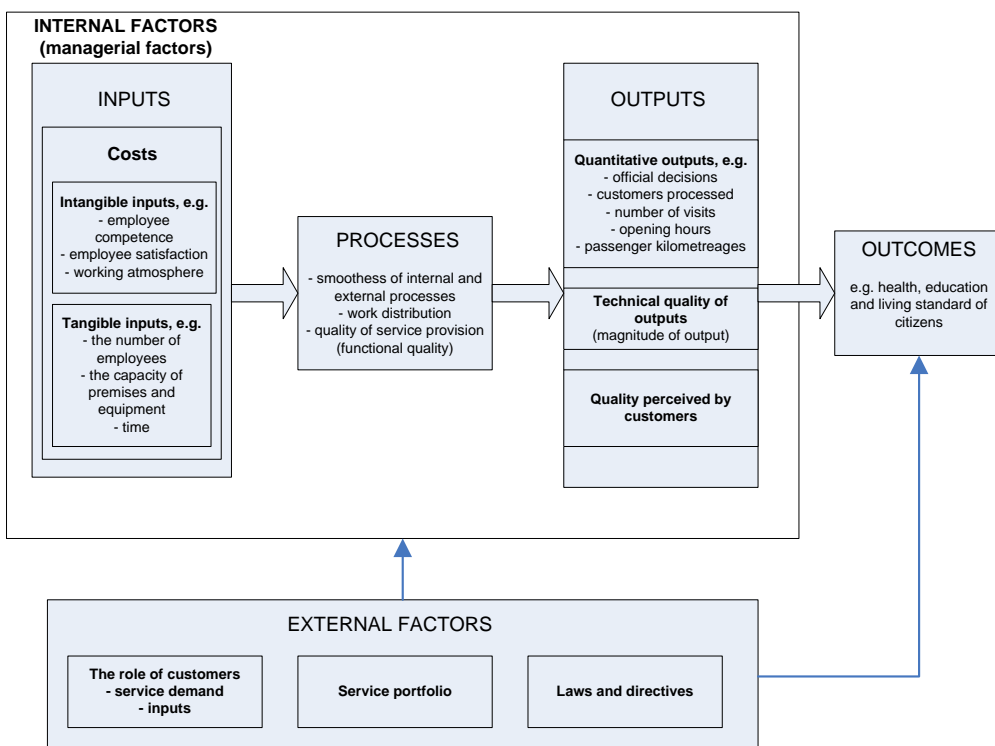 INTERNAL FACTORS
(managerial factors)
INPUTS
Costs
Intangible inputs, e.g.
- employee
competence
- employee satisfaction
- working atmosphere
Tangible inputs, e.g.
- the number of
employees
- the capacity of
premises and
equipment
- time
PROCESSES
- smootness of internal and
external processes
- work distribution
- quality of service provision
(functional quality)
OUTPUTS
Quantitative outputs, e.g.
- official decisions
- customers processed
- number of visits
- opening hours
- passenger kilometreages
Technical quality of
outputs
(magnitude of output)
Quality perceived by
customers
OUTCOMES
e.g. health, education
and living standard of
citizens
EXTERNAL FACTORS
The role of customers
- service demand
- inputs
Service portfolio
Laws and directives